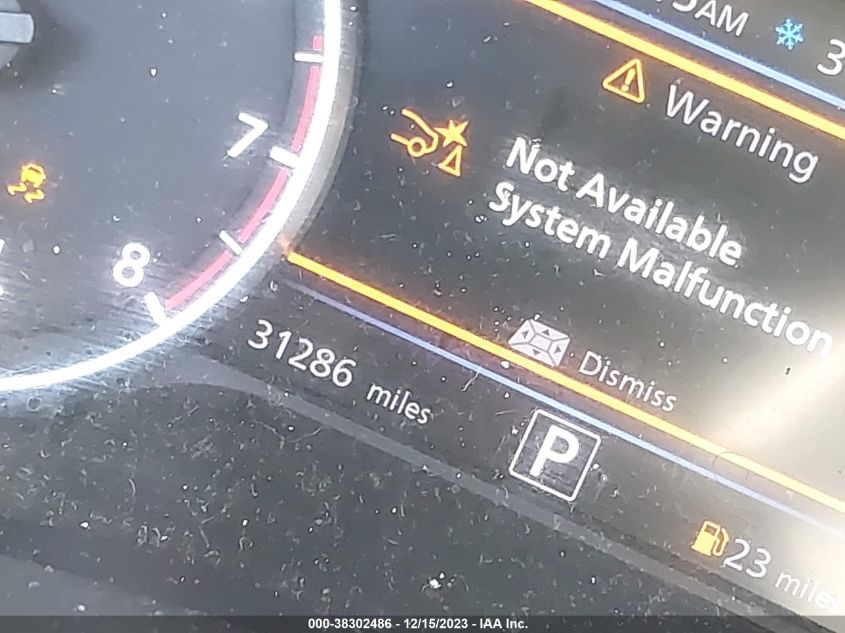 AM
Warning
Not Available
System Malfunction
7
8
Dismiss
31286 miles
P
23 miles
000-38302486 - 12/15/2023 - IAA Inc.